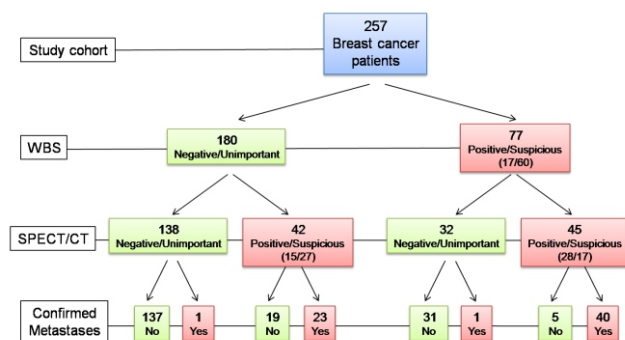 257
Breast cancer
patients
Study cohort
180
Negative/Unimportant
77
Positive/Suspicious
(17/60)
WBS
138
Negative/Unimportant
42
Positive/Suspicious
(15/27)
32
Negative/Unimportant
45
Positive/Suspicious
(28/17)
SPECT/CT
Confirmed
Metastases
137
No
1
Yes
19
No
23
Yes
31
No
1
Yes
5
No
40
Yes